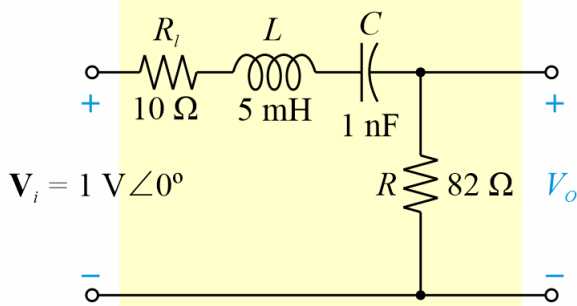 R_l L C
+ 10 Ω 5 mH 1 nF +
V_i = 1 V∠0º R 82 Ω V_O
− −